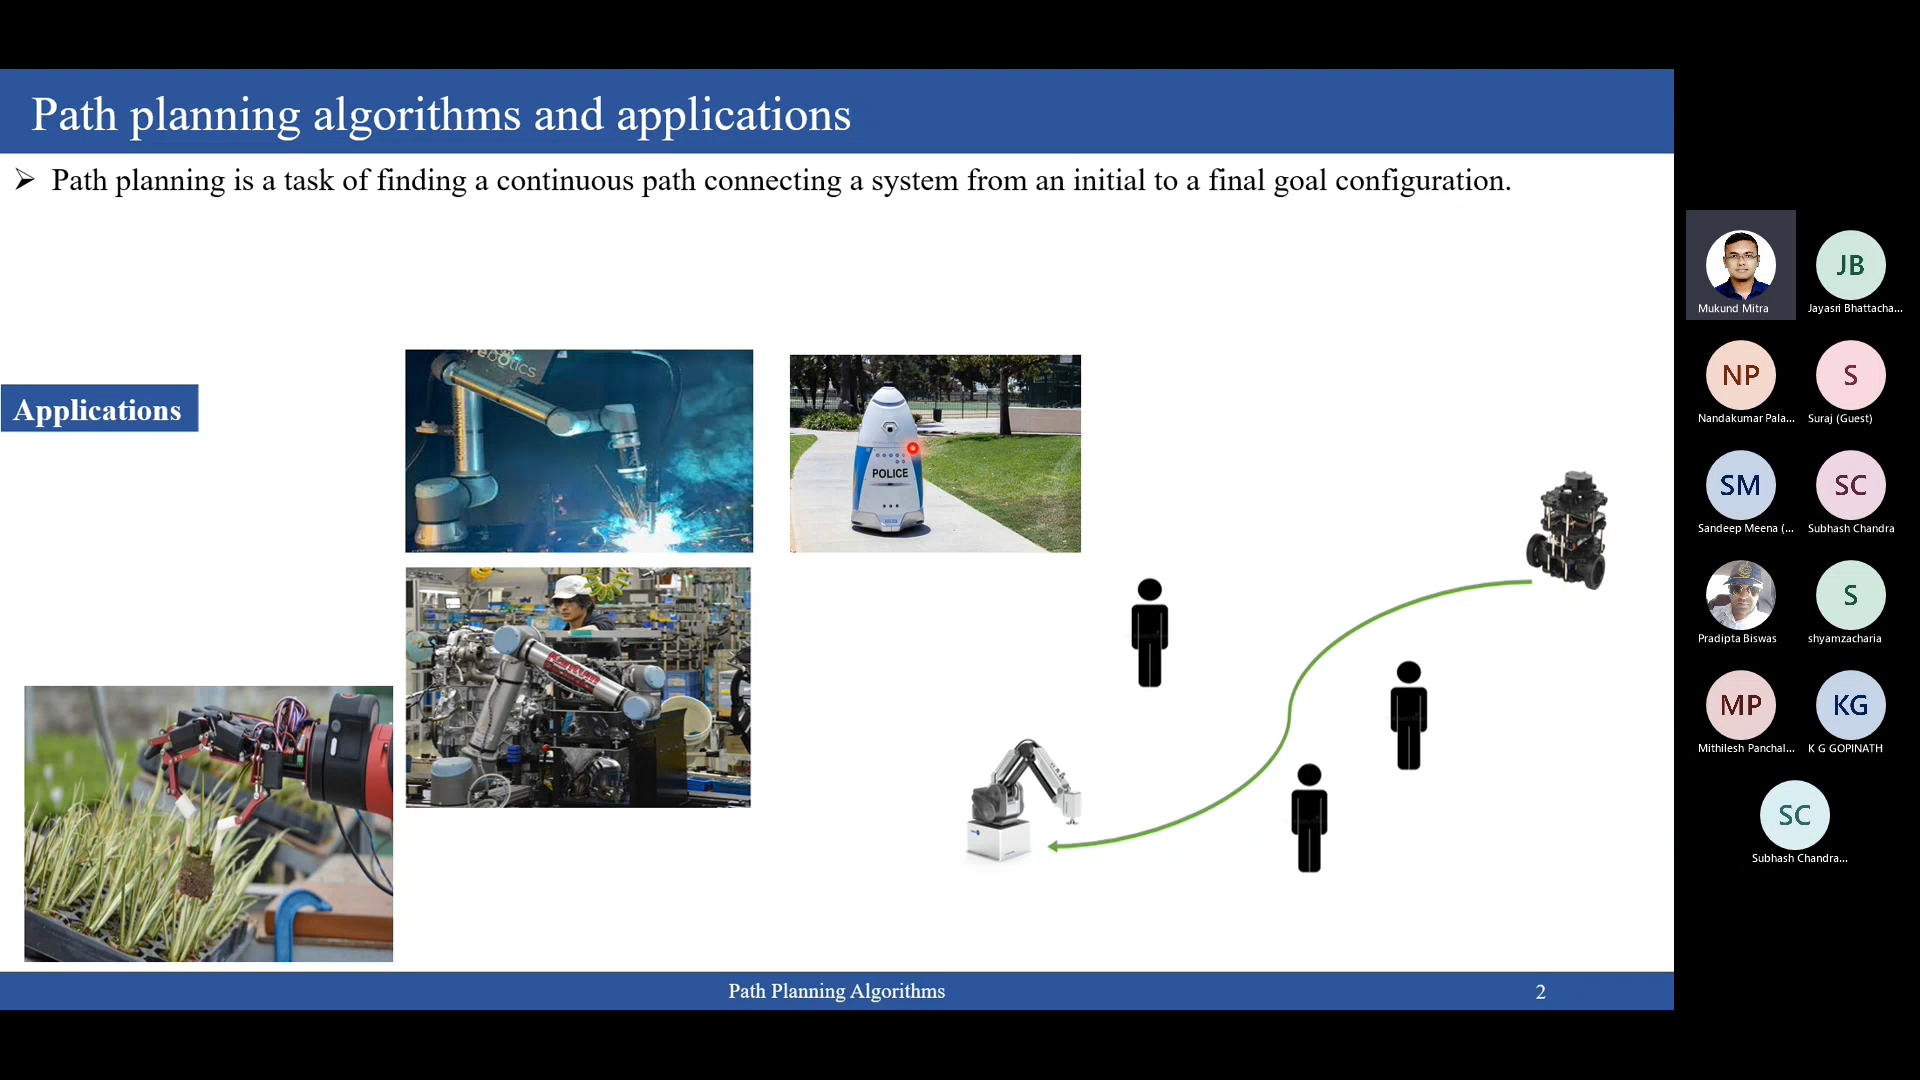 Path planning algorithms and applications
Path planning is a task of finding a continuous path connecting a system from an initial to a final goal configuration.
Applications
POLICE
Path Planning Algorithms
2
Mukund Mitra
JB
Jayasri Bhattacha...
NP
Nandakumar Pala...
S
Suraj (Guest)
SM
Sandeep Meena (...
SC
Subhash Chandra
Pradipta Biswas
S
shyamzacharia
MP
Mithilesh Panchal...
KG
K G GOPINATH
SC
Subhash Chandra...